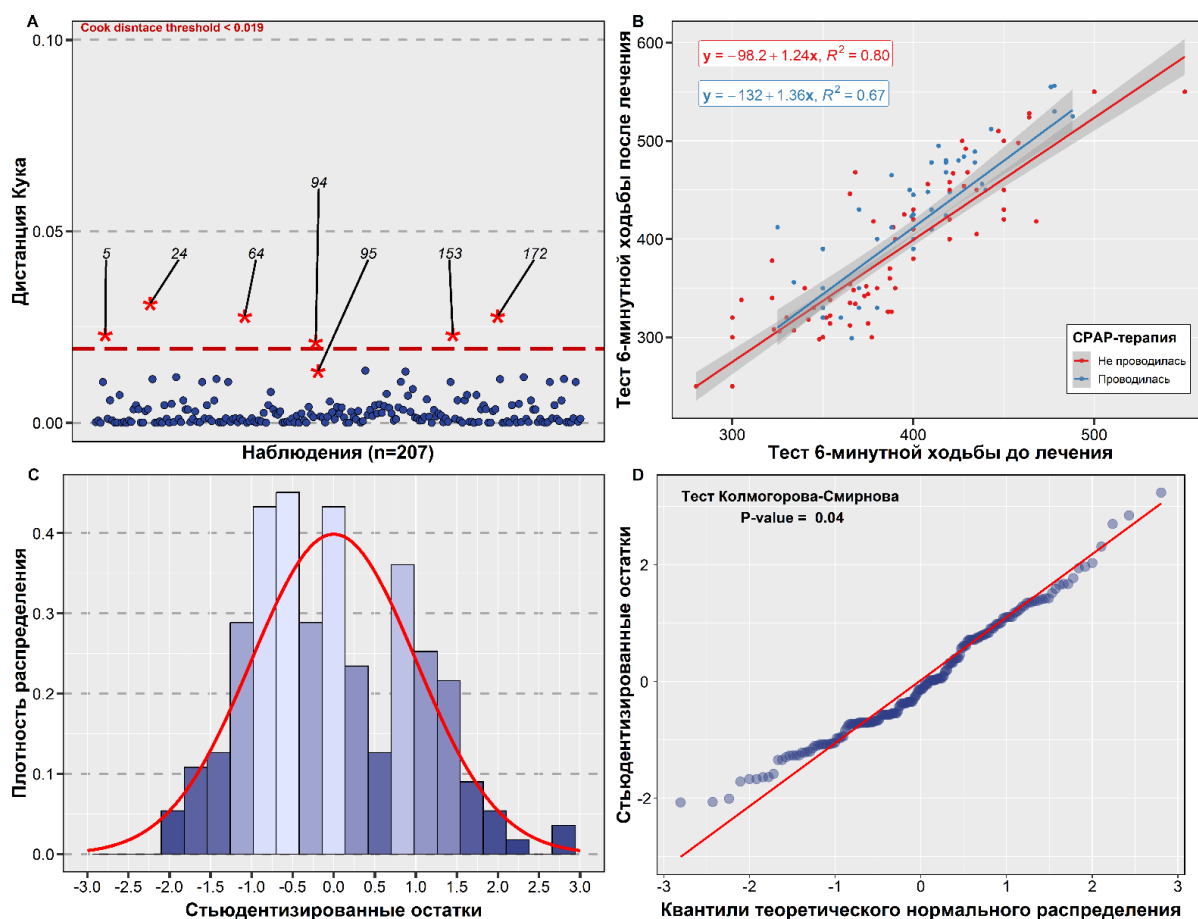 A
Cook disntace threshold < 0.019
0.10
0.05
0.00
Дистанция Кука
5
24
64
94
95
153
172
Наблюдения (n=207)
B
y = −98.2 + 1.24x, R² = 0.80
y = −132 + 1.36x, R² = 0.67
600
500
400
300
Тест 6-минутной ходьбы после лечения
CPAP-терапия
Не проводилась
Проводилась
300
400
500
Тест 6-минутной ходьбы до лечения
C
0.4
0.3
0.2
0.1
0.0
Плотность распределения
-3.0 -2.5 -2.0 -1.5 -1.0 -0.5 0.0 0.5 1.0 1.5 2.0 2.5 3.0
Стьюдентизированные остатки
D
Тест Колмогорова-Смирнова
P-value = 0.04
2
0
-2
Стьюдентизированные остатки
-3 -2 -1 0 1 2 3
Квантили теоретического нормального распределения